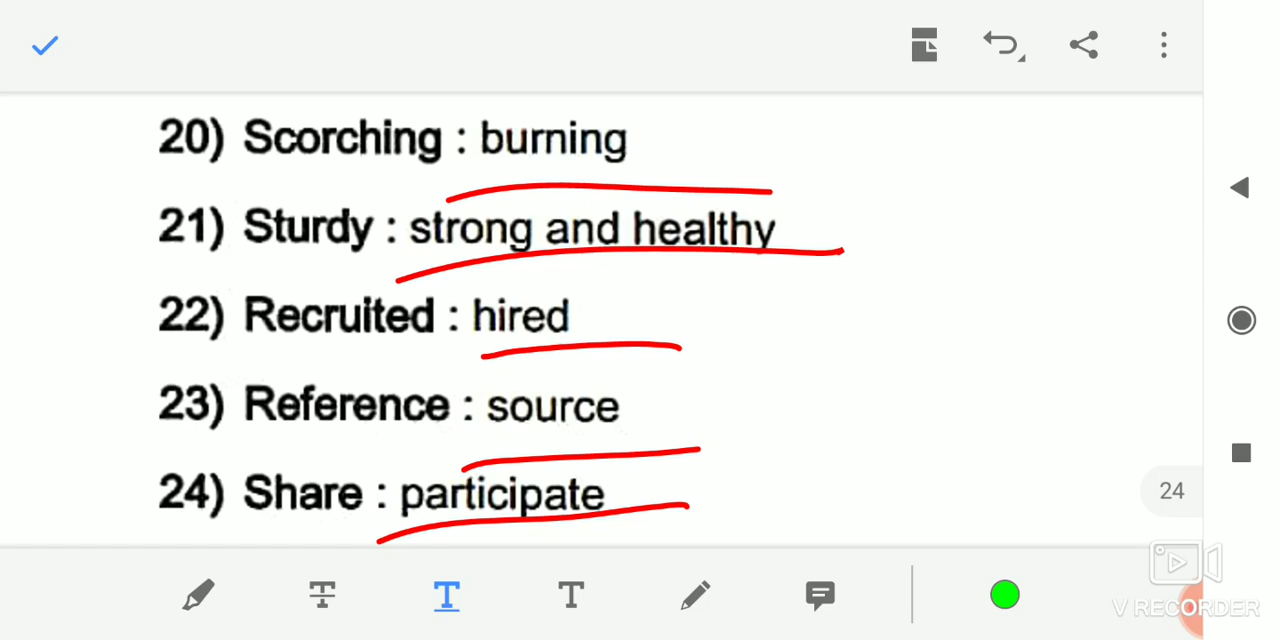 20) Scorching : burning
21) Sturdy : strong and healthy
22) Recruited : hired
23) Reference : source
24) Share : participate
24
V RECORDER